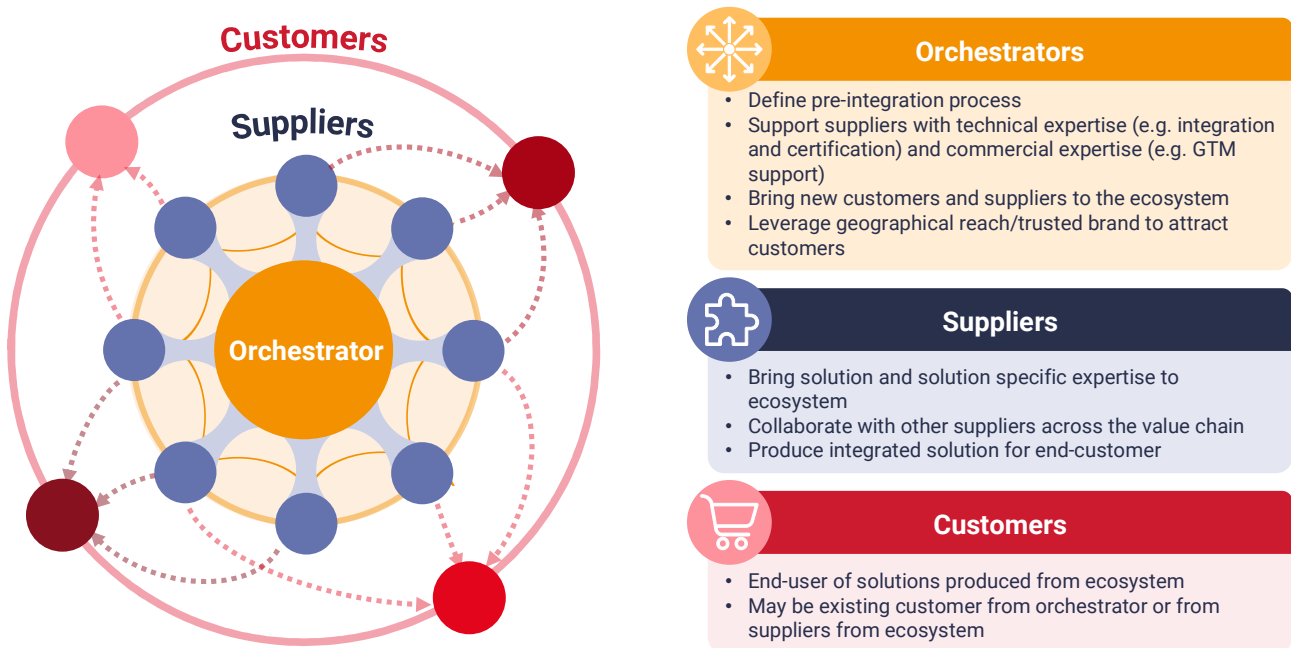 Customers
Suppliers
Orchestrator
Orchestrators
• Define pre-integration process
• Support suppliers with technical expertise (e.g. integration
and certification) and commercial expertise (e.g. GTM
support)
• Bring new customers and suppliers to the ecosystem
• Leverage geographical reach/trusted brand to attract
customers
Suppliers
• Bring solution and solution specific expertise to
ecosystem
• Collaborate with other suppliers across the value chain
• Produce integrated solution for end-customer
Customers
• End-user of solutions produced from ecosystem
• May be existing customer from orchestrator or from
suppliers from ecosystem